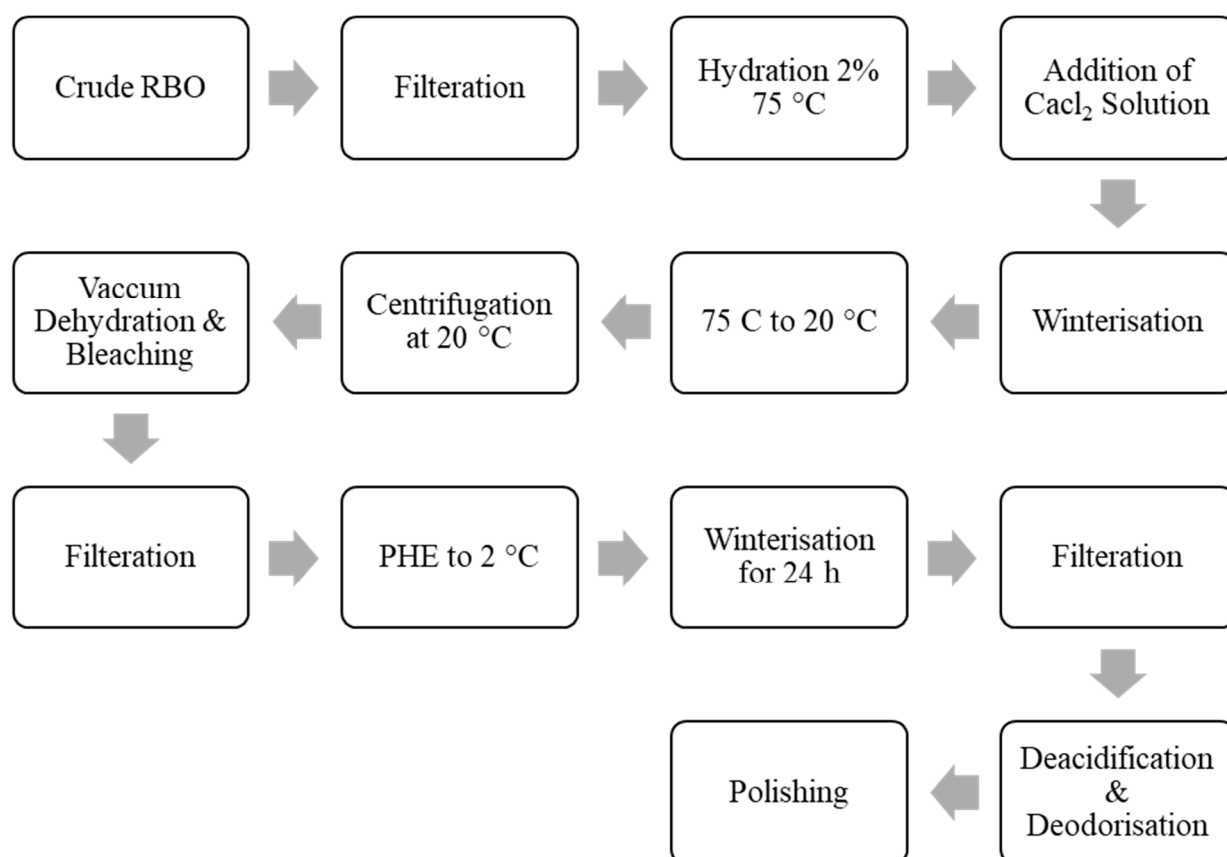 Crude RBO
Filteration
Hydration 2%
75 °C
Addition of
Cacl₂ Solution
Winterisation
75 C to 20 °C
Centrifugation
at 20 °C
Vaccum
Dehydration &
Bleaching
Filteration
PHE to 2 °C
Winterisation
for 24 h
Filteration
Deacidification
&
Deodorisation
Polishing